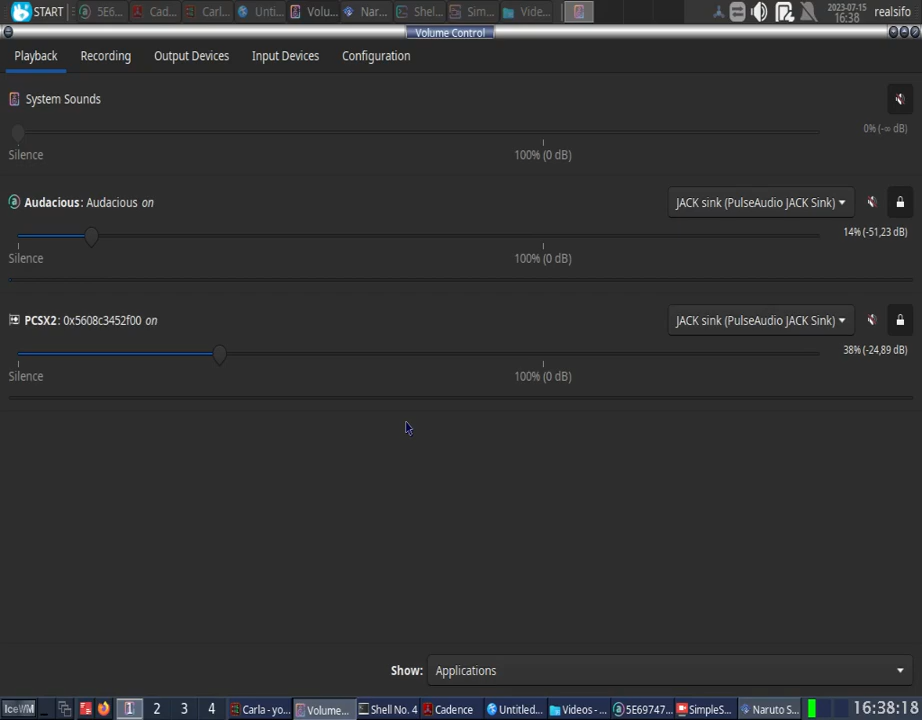 START 5E6... Cad... Carl... Unti... Volu... Nar... Shel... Sim... Vide... 2023-07-15 16:38 realsifo
Volume Control
Playback Recording Output Devices Input Devices Configuration
System Sounds
0% (-∞ dB)
Silence 100% (0 dB)
Audacious: Audacious on JACK sink (PulseAudio JACK Sink)
14% (-51,23 dB)
Silence 100% (0 dB)
PCSX2: 0x5608c3452f00 on JACK sink (PulseAudio JACK Sink)
38% (-24,89 dB)
Silence 100% (0 dB)
Show: Applications
IceWM 1 2 3 4 Carla - yo... Volume... Shell No. 4 Cadence Untitled... Videos - ... 5E69747... SimpleS... Naruto S... 16:38:18